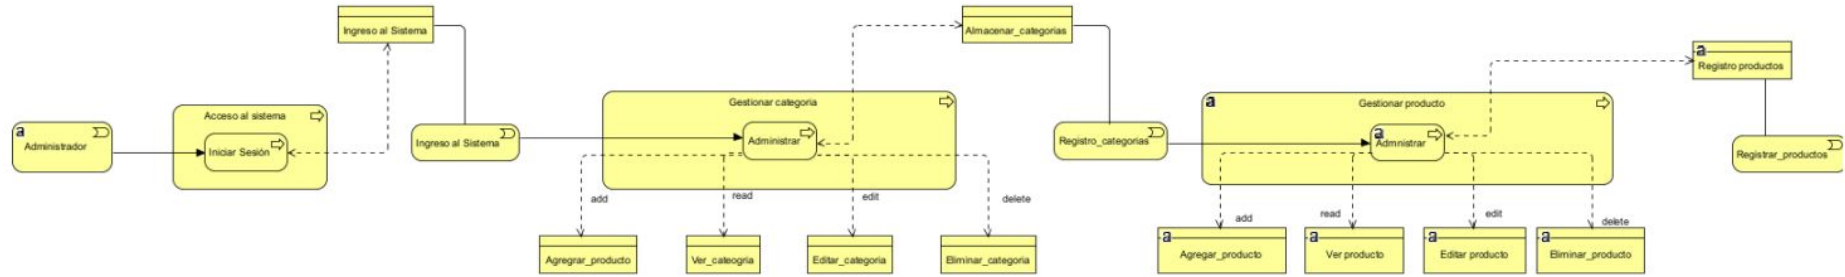 Ingreso al Sistema
Almacenar_categorias
a
Registro productos
Acceso al sistema
Gestionar categoria
a
Gestionar producto
a
Administrador
Iniciar Sesión
Ingreso al Sistema
Administrar
Registro_categorias
a
Admnistrar
Registrar_productos
add
read
edit
delete
add
read
edit
delete
Agregrar_producto
Ver_cateogria
Editar_categoria
Eliminar_categoria
a
Agregar_producto
a
Ver producto
a
Editar producto
a
Eliminar_producto